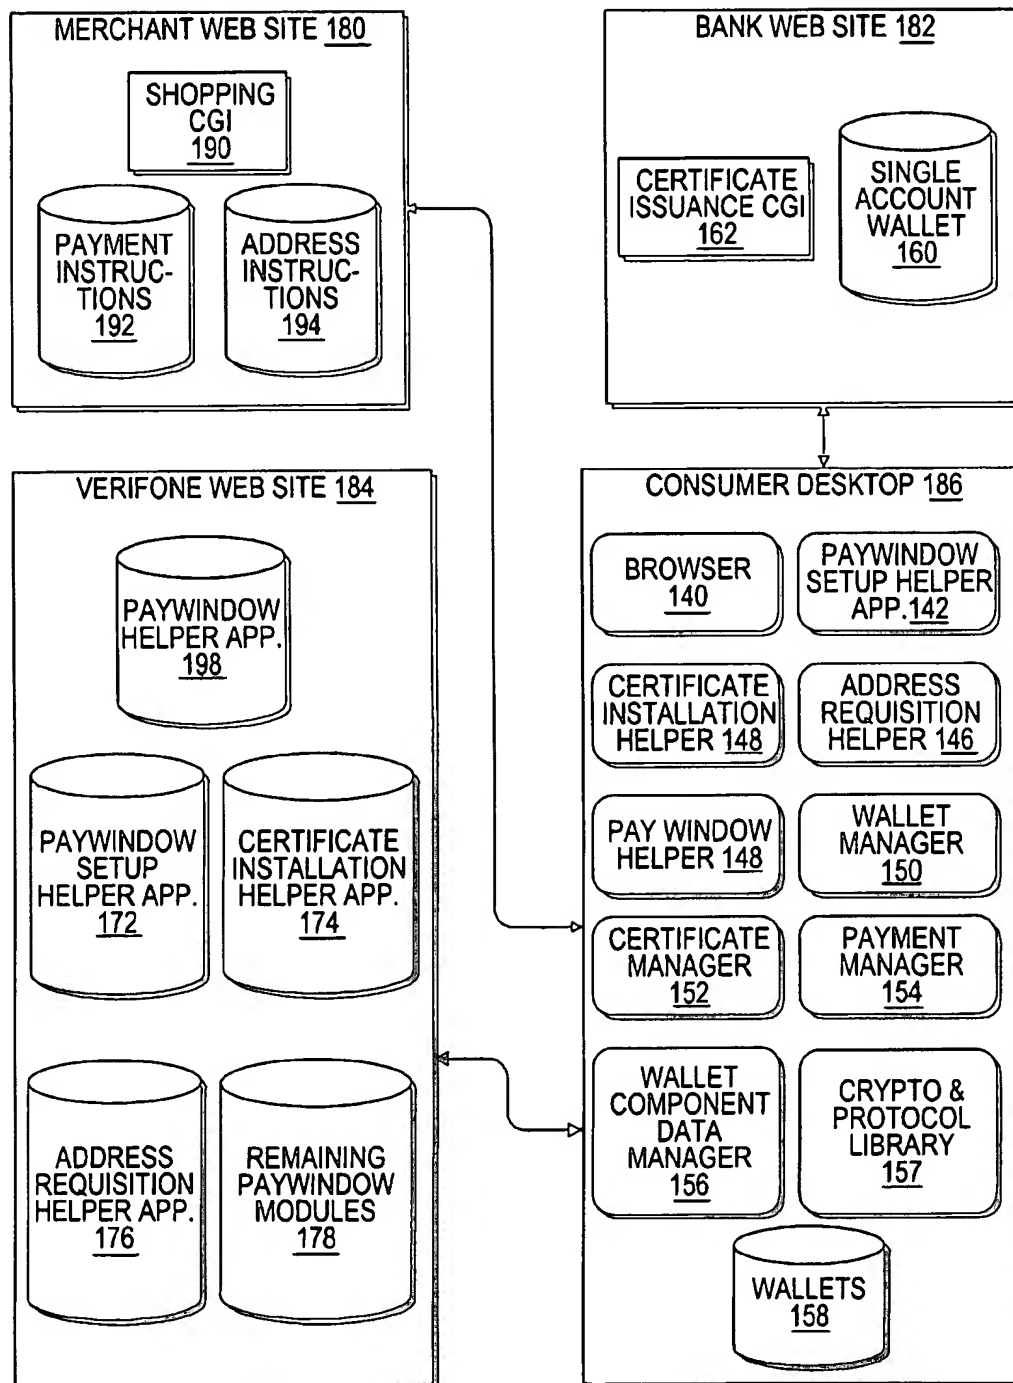 MERCHANT WEB SITE 180
SHOPPING
CGI
190
PAYMENT
INSTRUC-
TIONS
192
ADDRESS
INSTRUC-
TIONS
194
BANK WEB SITE 182
CERTIFICATE
ISSUANCE CGI
162
SINGLE
ACCOUNT
WALLET
160
VERIFONE WEB SITE 184
PAYWINDOW
HELPER APP.
198
PAYWINDOW
SETUP
HELPER APP.
172
CERTIFICATE
INSTALLATION
HELPER APP.
174
ADDRESS
REQUISITION
HELPER APP.
176
REMAINING
PAYWINDOW
MODULES
178
CONSUMER DESKTOP 186
BROWSER
140
PAYWINDOW
SETUP HELPER
APP.142
CERTIFICATE
INSTALLATION
HELPER 148
ADDRESS
REQUISITION
HELPER 146
PAY WINDOW
HELPER 148
WALLET
MANAGER
150
CERTIFICATE
MANAGER
152
PAYMENT
MANAGER
154
WALLET
COMPONENT
DATA
MANAGER
156
CRYPTO &
PROTOCOL
LIBRARY
157
WALLETS
158